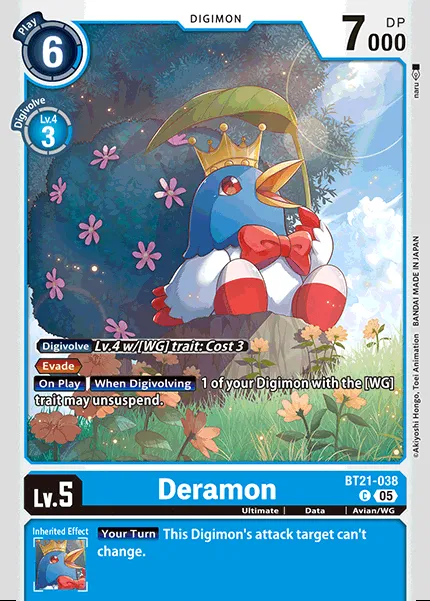 DIGIMON
Play
6
7000
DP
Digivolve
Lv.4
3
naru
©Akiyoshi Hongo, Toei Animation BANDAI MADE IN JAPAN
Digivolve Lv.4 w/[WG] trait: Cost 3
Evade
On Play When Digivolving 1 of your Digimon with the [WG]
trait may unsuspend.
Lv.5
Deramon
BT21-038
C 05
Ultimate | Data | Avian/WG
Inherited Effect
Your Turn This Digimon's attack target can't
change.